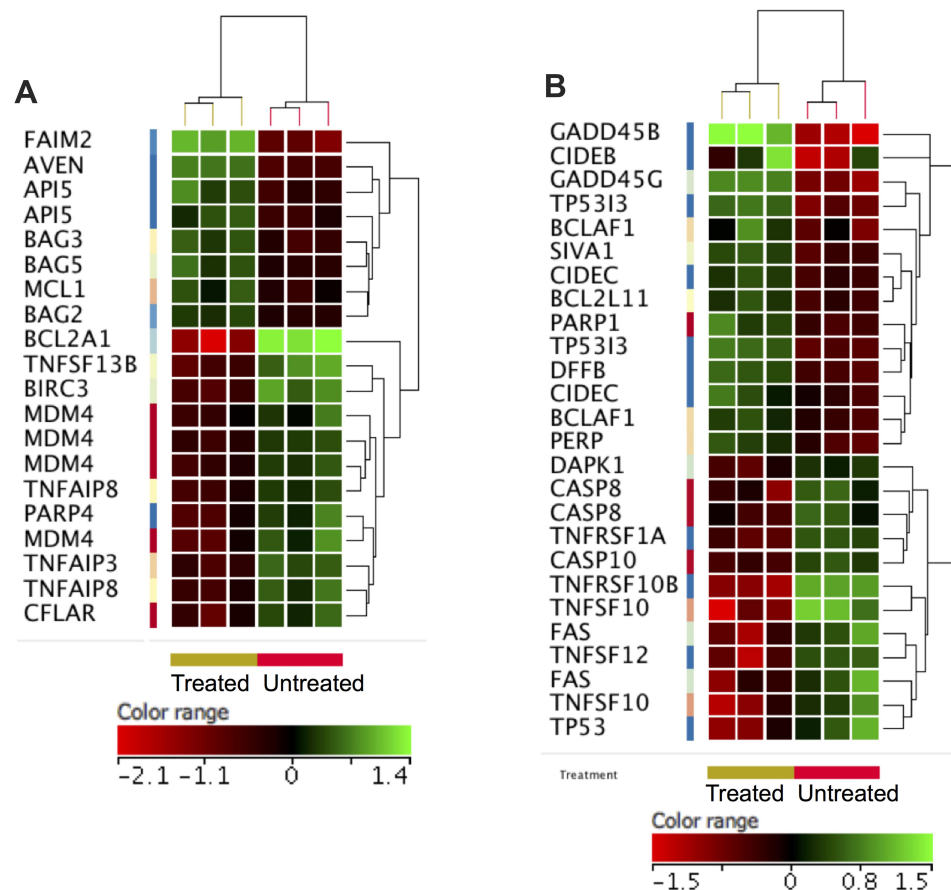 A
FAIM2
AVEN
API5
API5
BAG3
BAG5
MCL1
BAG2
BCL2A1
TNFSF13B
BIRC3
MDM4
MDM4
MDM4
TNFAIP8
PARP4
MDM4
TNFAIP3
TNFAIP8
CFLAR
Treated Untreated
Color range
-2.1 -1.1 0 1.4
B
GADD45B
CIDEB
GADD45G
TP53I3
BCLAF1
SIVA1
CIDEC
BCL2L11
PARP1
TP53I3
DFFB
CIDEC
BCLAF1
PERP
DAPK1
CASP8
CASP8
TNFRSF1A
CASP10
TNFRSF10B
TNFSF10
FAS
TNFSF12
FAS
TNFSF10
TP53
Treatment
Treated Untreated
Color range
-1.5 0 0.8 1.5